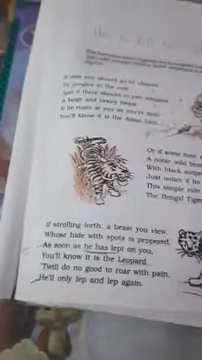 If ever you should go by chance
To jungles in the east
And if there should to you advance
A large and tawny beast
If he roars at you as you're dyin'
You'll know it is the Asian Lion.
Or if some time
A noble wild beast
With black stripes
Just notice if he
This simple rule
The Bengal Tiger
If strolling forth, a beast you view,
Whose hide with spots is peppered,
As soon as he has lept on you,
You'll know it is the Leopard.
'Twill do no good to roar with pain,
He'll only lep and lep again.